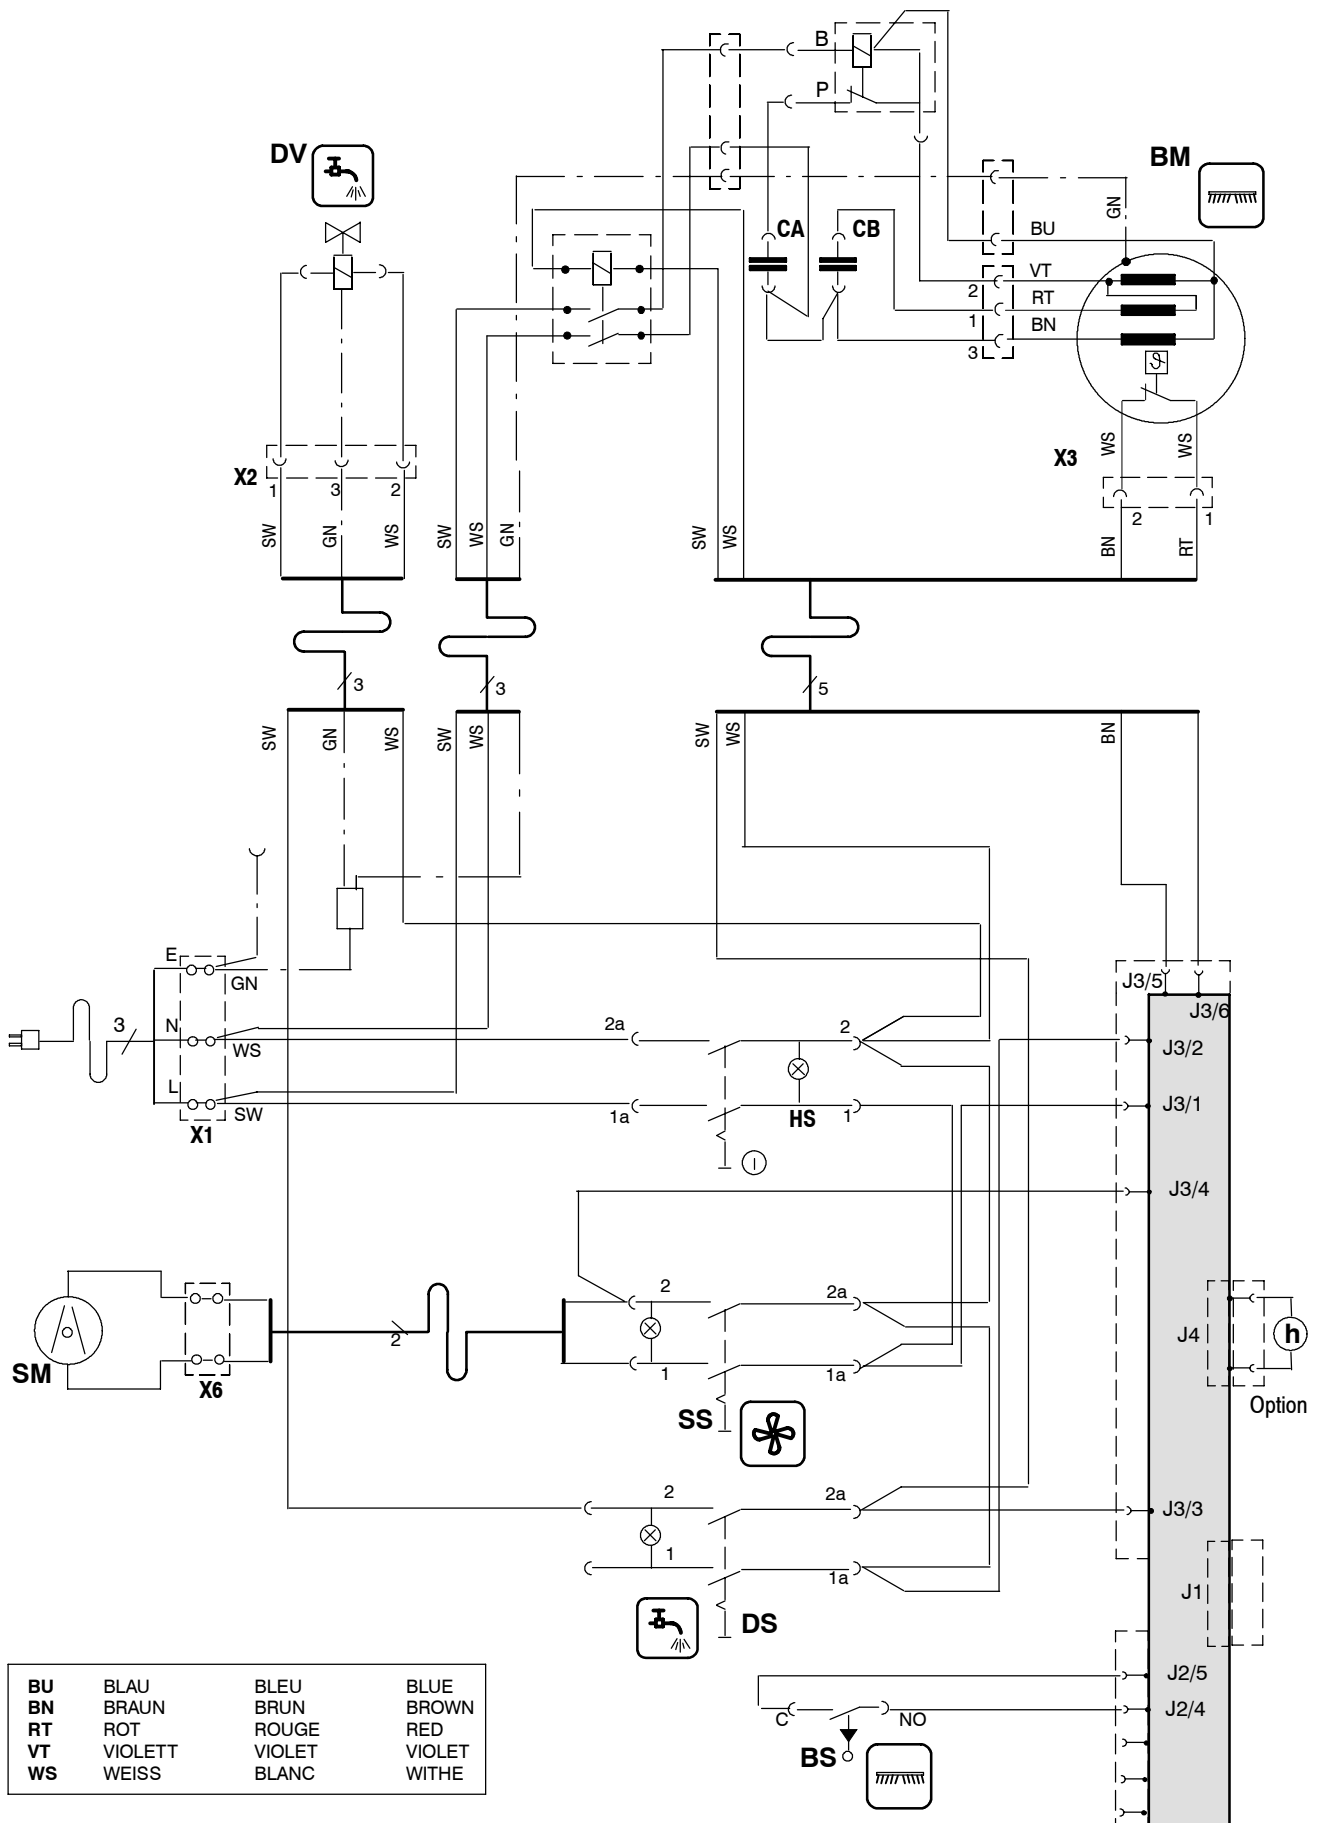 B
P
DV
BM
GN
CA
CB
BU
VT
2
RT
1
BN
3
ϑ
X3
WS
WS
X2
1
3
2
2
1
SW
GN
WS
SW
WS
GN
SW
WS
BN
RT
3
3
5
SW
GN
WS
SW
WS
SW
WS
BN
E
GN
J3/5
J3/6
3
N
WS
2a
2
J3/2
L
SW
1a
HS
1
J3/1
X1
J3/4
2
2a
2
J4
h
SM
X6
1
1a
Option
SS
2
2a
J3/3
1
1a
J1
DS
J2/5
C
NO
J2/4
BS
BU BLAU BLEU BLUE
BN BRAUN BRUN BROWN
RT ROT ROUGE RED
VT VIOLETT VIOLET VIOLET
WS WEISS BLANC WITHE